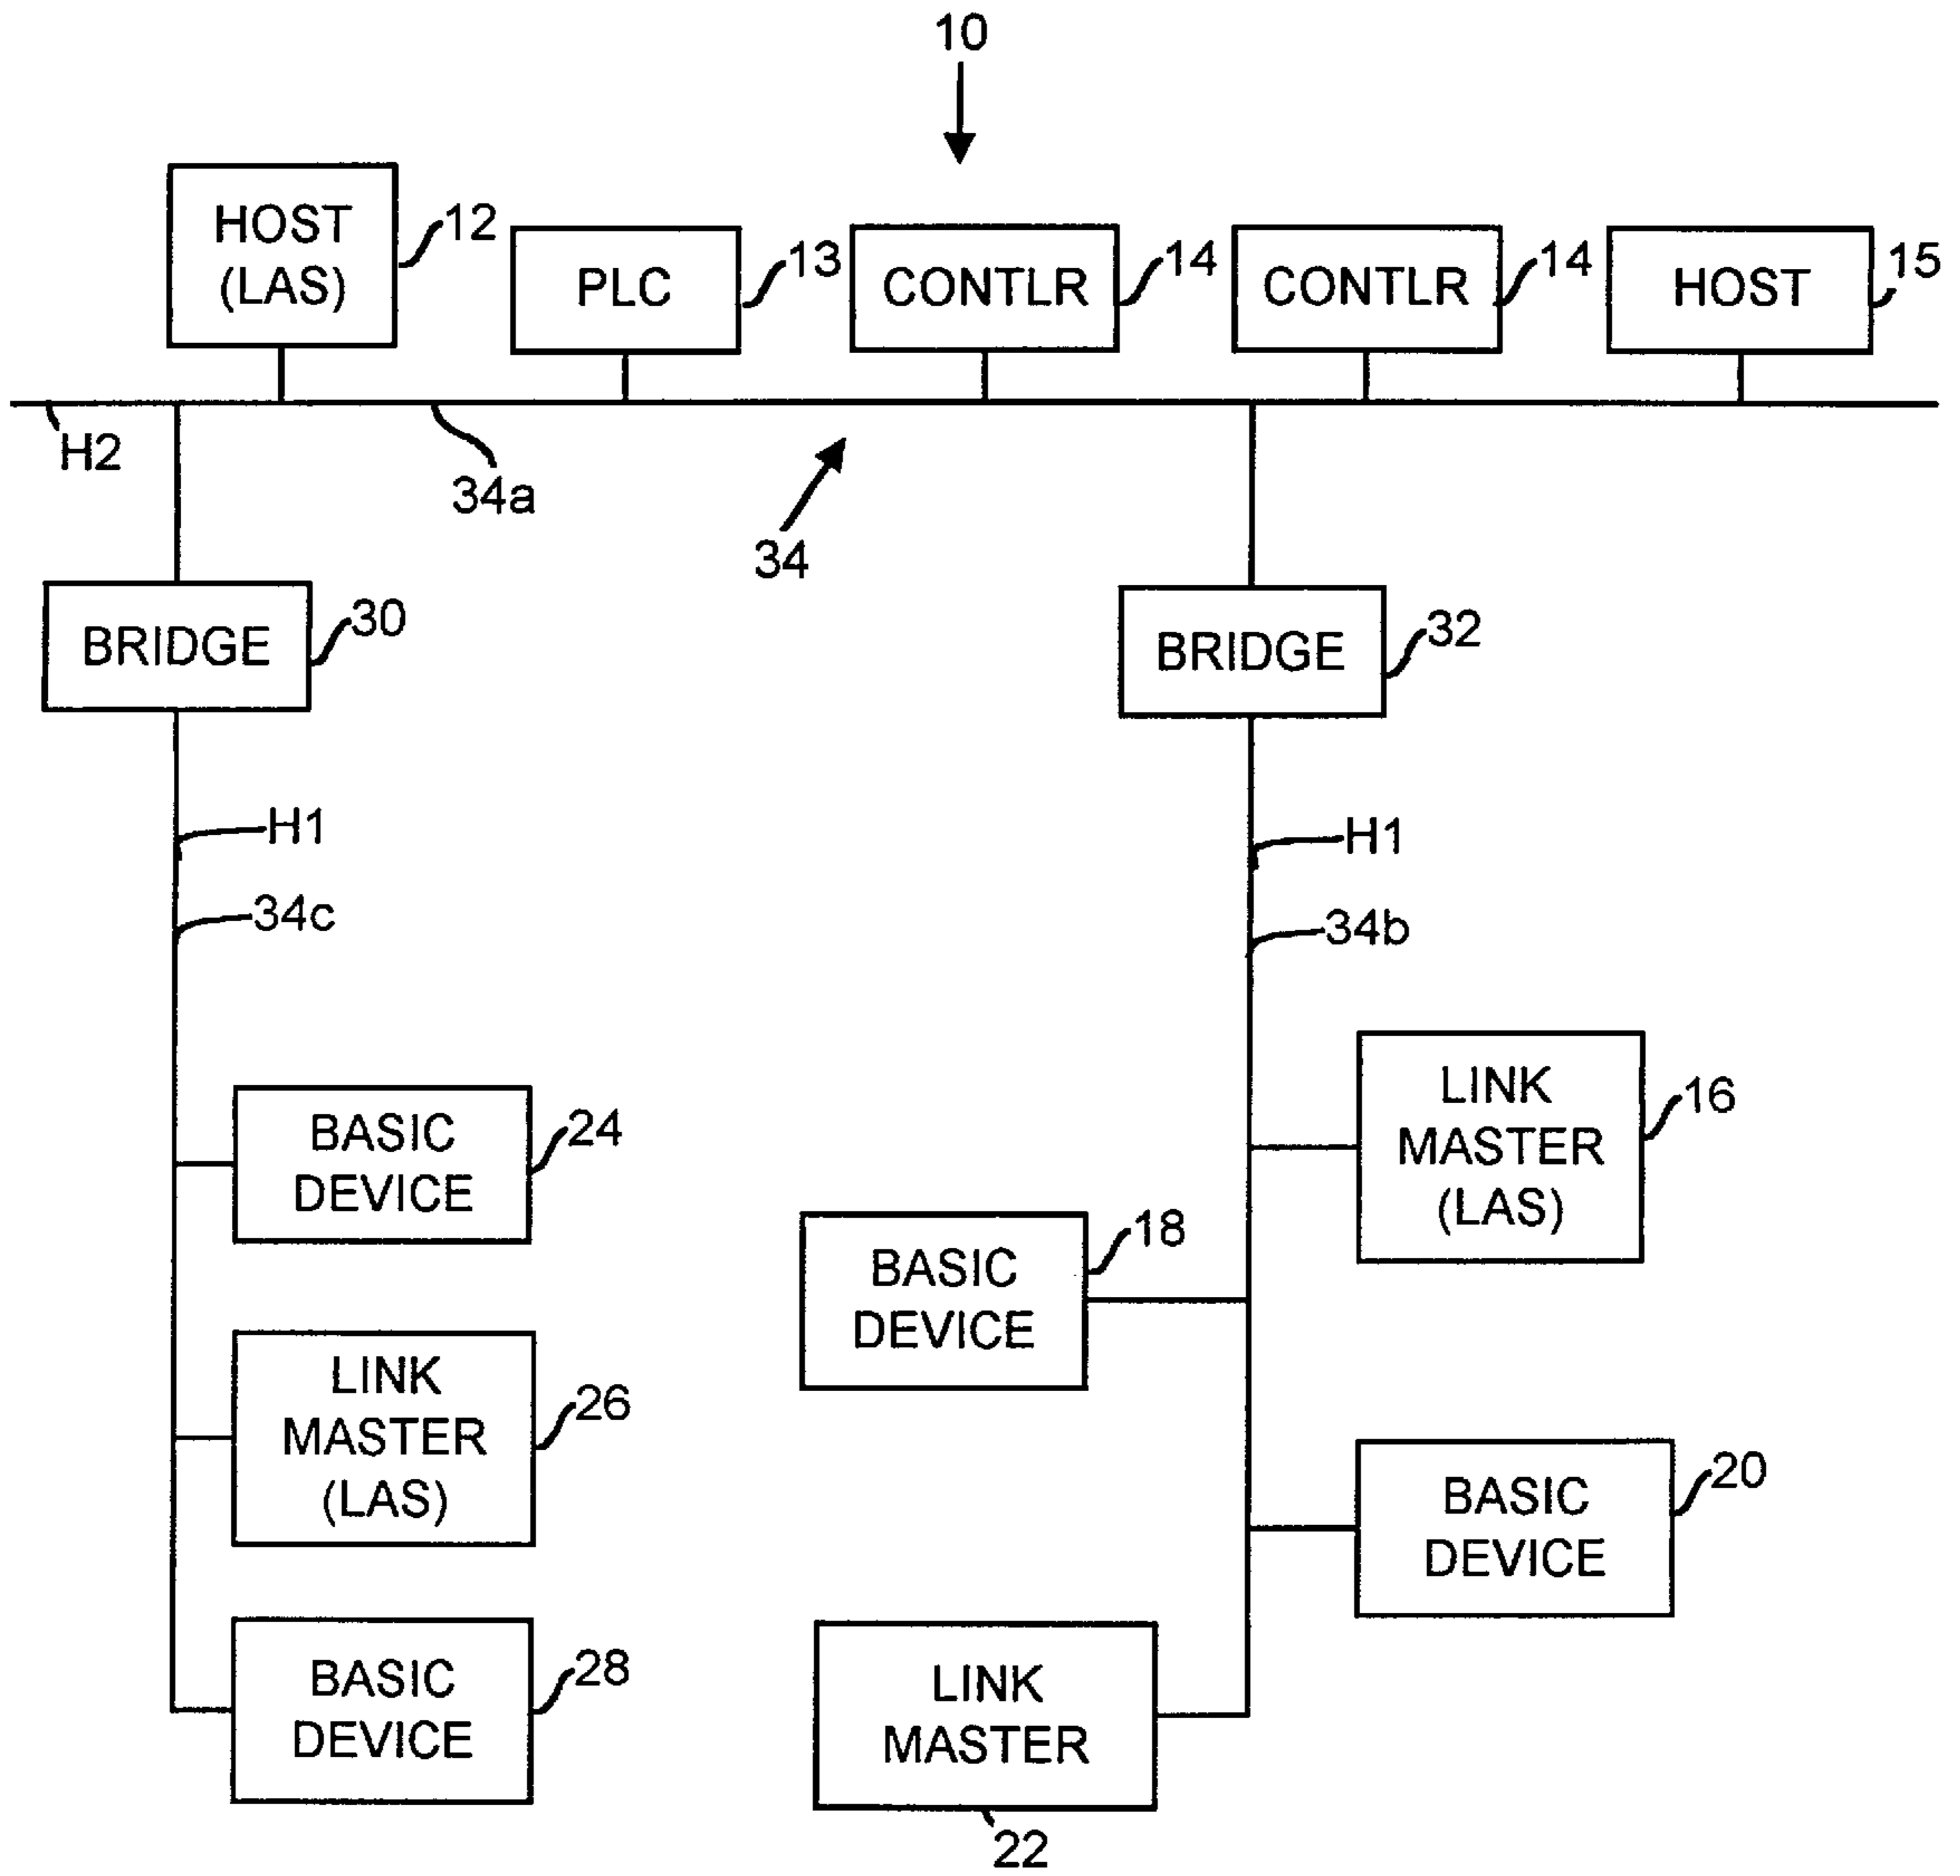 10
HOST
(LAS)
12
PLC
13
CONTLR
14
CONTLR
14
HOST
15
H2
34a
34
BRIDGE
30
BRIDGE
32
H1
H1
34c
34b
BASIC
DEVICE
24
LINK
MASTER
(LAS)
16
BASIC
DEVICE
18
LINK
MASTER
(LAS)
26
BASIC
DEVICE
20
BASIC
DEVICE
28
LINK
MASTER
22